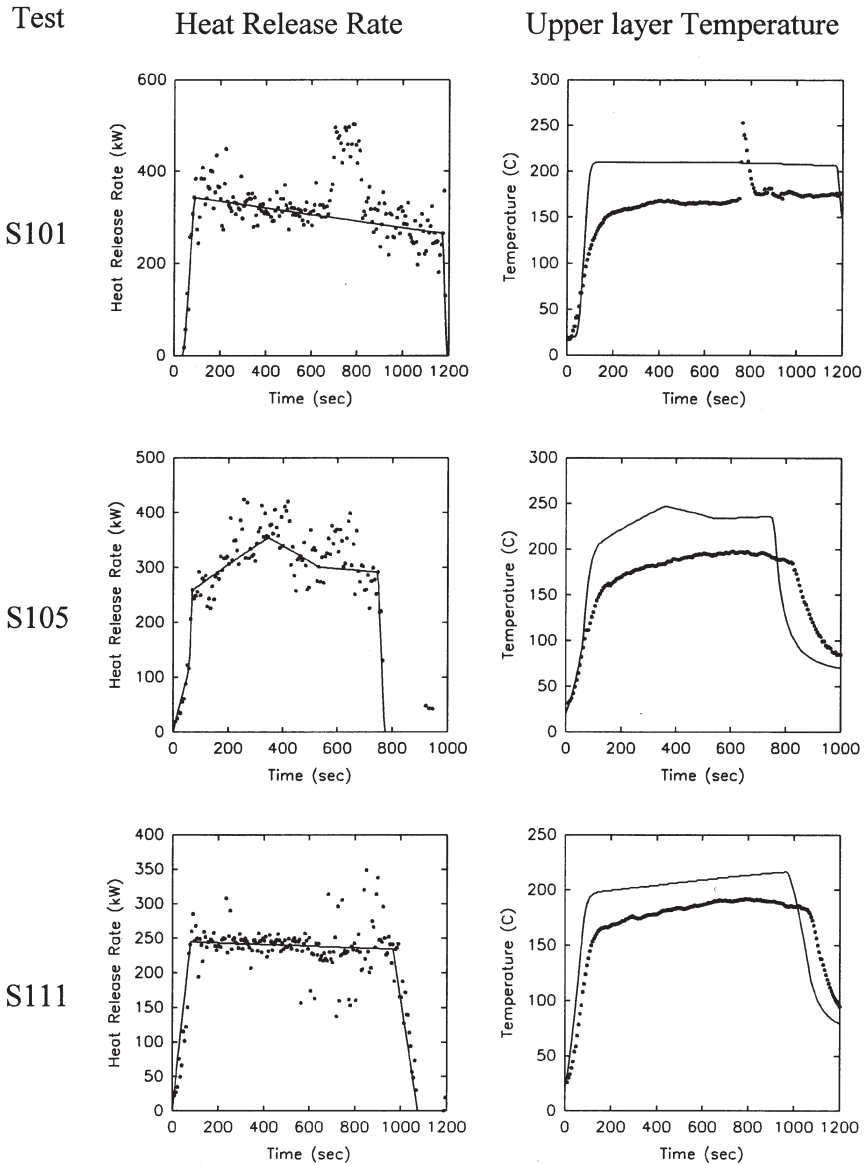 Test Heat Release Rate Upper layer Temperature
S101
600
400
200
0
Heat Release Rate (kW)
0 200 400 600 800 1000 1200
Time (sec)
300
250
200
150
100
50
0
Temperature (C)
0 200 400 600 800 1000 1200
Time (sec)
S105
500
400
300
200
100
0
Heat Release Rate (kW)
0 200 400 600 800 1000
Time (sec)
300
250
200
150
100
50
0
Temperature (C)
0 200 400 600 800 1000
Time (sec)
S111
400
350
300
250
200
150
100
50
0
Heat Release Rate (kW)
0 200 400 600 800 1000 1200
Time (sec)
250
200
150
100
50
0
Temperature (C)
0 200 400 600 800 1000 1200
Time (sec)